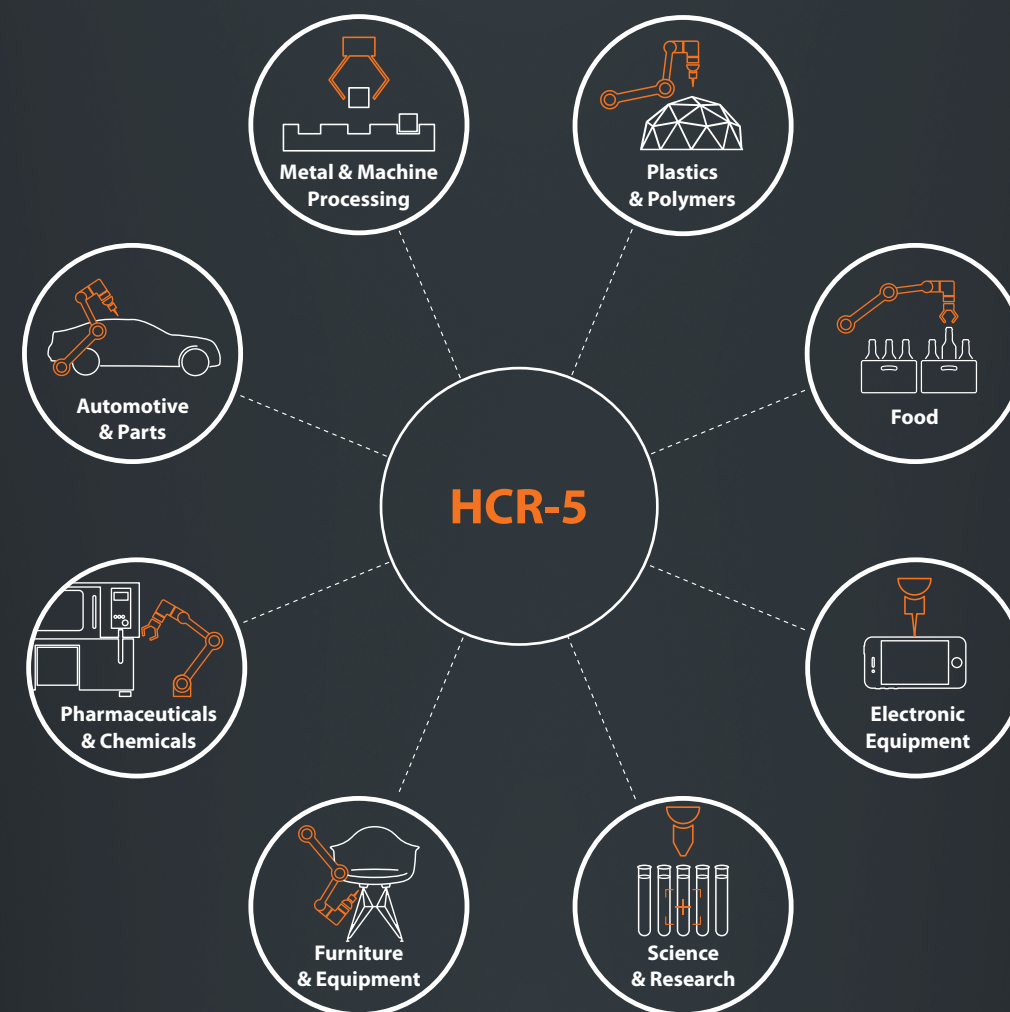 Metal & Machine
Processing
Plastics
& Polymers
Automotive
& Parts
Food
HCR-5
Pharmaceuticals
& Chemicals
Electronic
Equipment
Furniture
& Equipment
Science
& Research